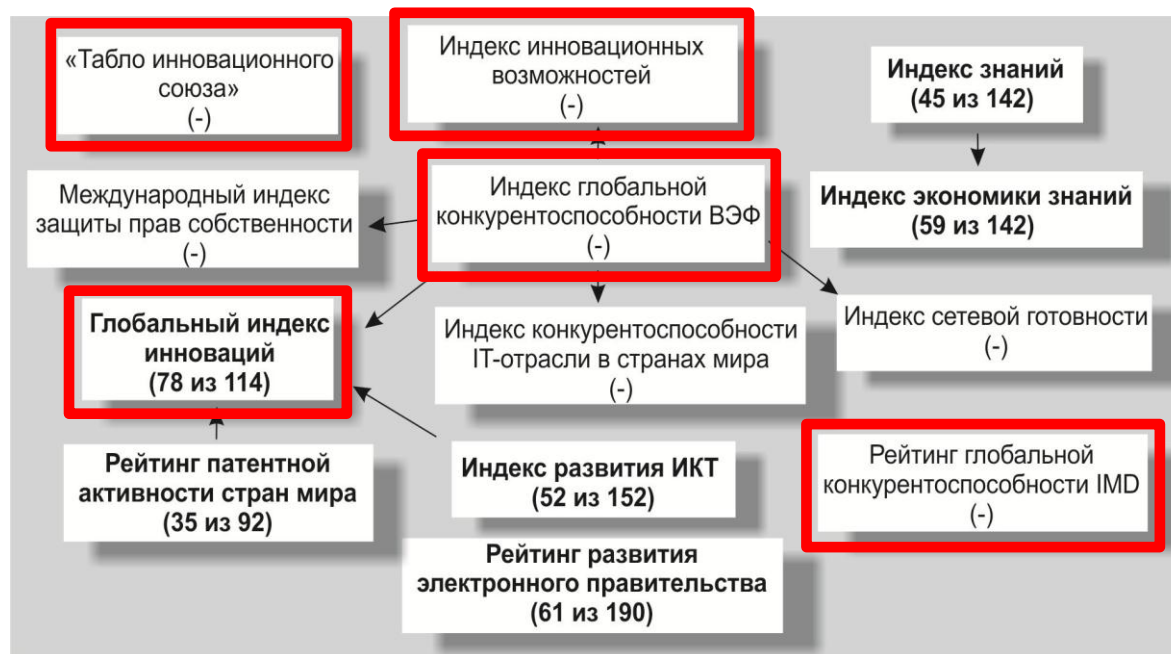 «Табло инновационного
союза»
(-)
Индекс инновационных
возможностей
(-)
Индекс знаний
(45 из 142)
Международный индекс
защиты прав собственности
(-)
Индекс глобальной
конкурентоспособности ВЭФ
(-)
Индекс экономики знаний
(59 из 142)
Глобальный индекс
инноваций
(78 из 114)
Индекс конкурентоспособности
IT-отрасли в странах мира
(-)
Индекс сетевой готовности
(-)
Рейтинг патентной
активности стран мира
(35 из 92)
Индекс развития ИКТ
(52 из 152)
Рейтинг глобальной
конкурентоспособности IMD
(-)
Рейтинг развития
электронного правительства
(61 из 190)